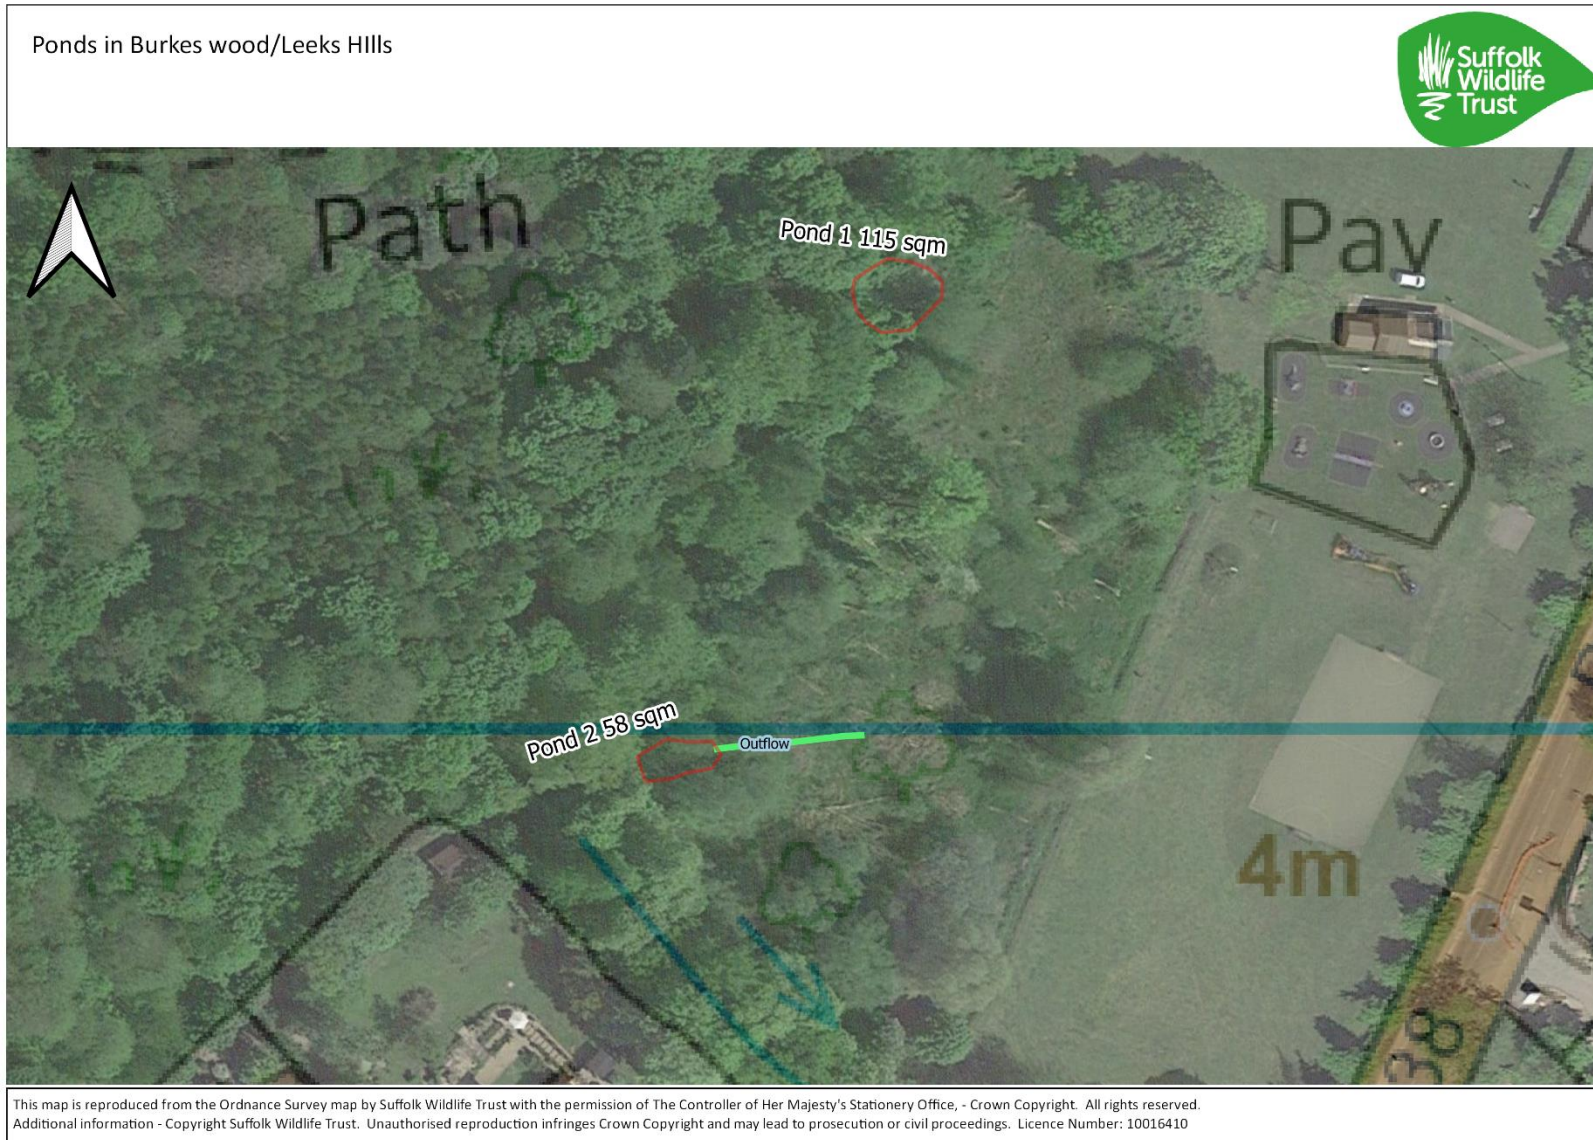 Ponds in Burkes wood/Leeks HIlls
Suffolk
Wildlife
Trust
Path
Pond 1 115 sqm
Pav
Pond 2 58 sqm
Outflow
4m
38
This map is reproduced from the Ordnance Survey map by Suffolk Wildlife Trust with the permission of The Controller of Her Majesty's Stationery Office, - Crown Copyright.  All rights reserved.
Additional information - Copyright Suffolk Wildlife Trust.  Unauthorised reproduction infringes Crown Copyright and may lead to prosecution or civil proceedings.  Licence Number: 10016410